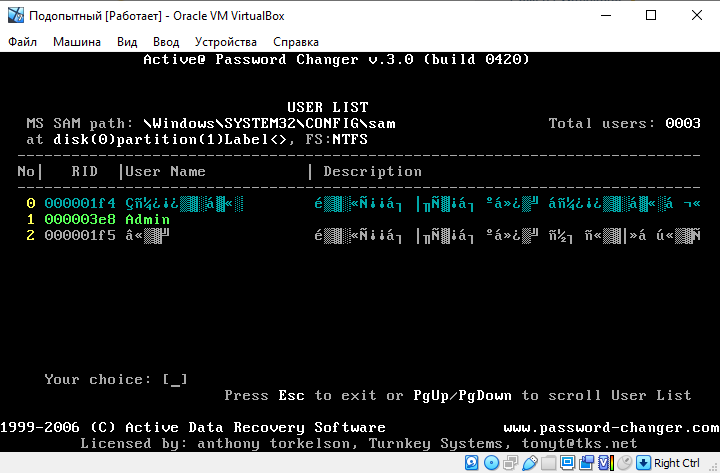 Подопытный [Работает] - Oracle VM VirtualBox
Файл Машина Вид Ввод Устройства Справка
Active@ Password Changer v.3.0 (build 0420)
USER LIST
MS SAM path: \Windows\SYSTEM32\CONFIG\sam Total users: 0003
at disk(0)partition(1)Label<>, FS:NTFS
No| RID |User Name | Description
0 000001f4
1 000003e8 Admin
2 000001f5
Your choice: [_]
Press Esc to exit or PgUp/PgDown to scroll User List
1999-2006 (C) Active Data Recovery Software www.password-changer.com
Licensed by: anthony torkelson, Turnkey Systems, tonyt@tks.net
Right Ctrl